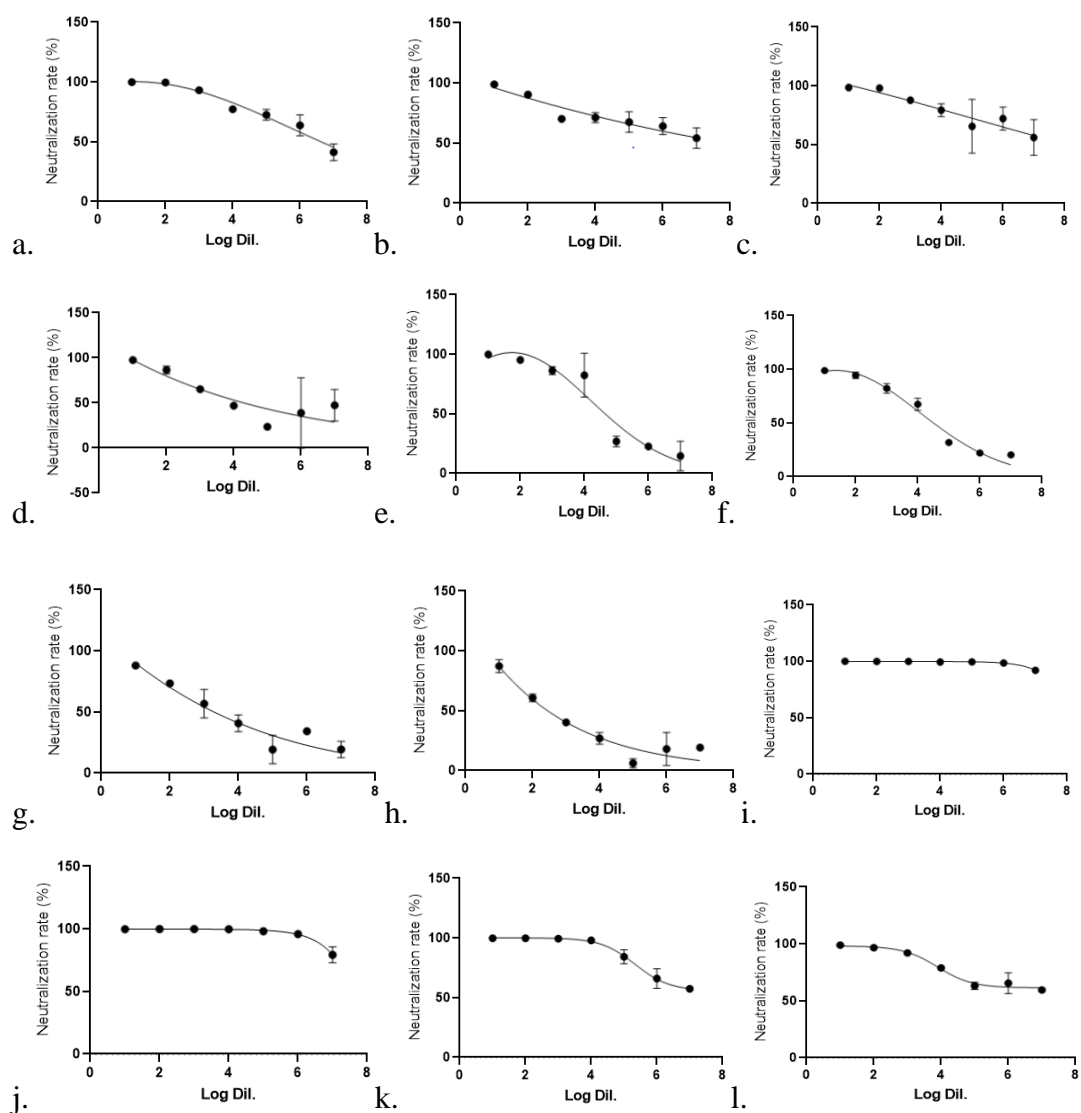 150 150 150
Neutralization rate (%) Neutralization rate (%) Neutralization rate (%)
100 100 100
50 50 50
0 0 0
0 2 4 6 8 0 2 4 6 8 0 2 4 6 8
Log Dil. Log Dil. Log Dil.
a. b. c.
150 150 150
Neutralization rate (%) Neutralization rate (%) Neutralization rate (%)
100 100 100
50 50 50
0 2 4 6 8 0 0
-50 Log Dil. 0 2 4 6 8 0 2 4 6 8
Log Dil. Log Dil.
d. e. f.
150 150 150
Neutralization rate (%) Neutralization rate (%) Neutralization rate (%)
100 100 100
50 50 50
0 0 0
0 2 4 6 8 0 2 4 6 8 0 2 4 6 8
Log Dil. Log Dil. Log Dil.
g. h. i.
150 150 150
Neutralization rate (%) Neutralization rate (%) Neutralization rate (%)
100 100 100
50 50 50
0 0 0
0 2 4 6 8 0 2 4 6 8 0 2 4 6 8
Log Dil. Log Dil. Log Dil.
j. k. l.